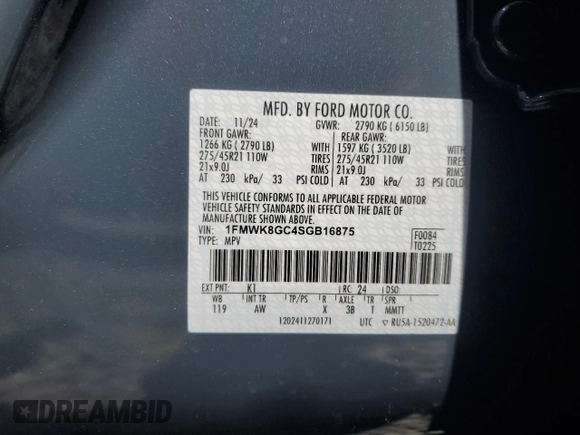 MFD. BY FORD MOTOR CO.
DATE: 11/24 GVWR: 2790 KG ( 6150 LB)
FRONT GAWR: REAR GAWR:
1266 KG ( 2790 LB) WITH 1597 KG ( 3520 LB) WITH
275/45R21 110W TIRES 275/45R21 110W TIRES
21x9.0J RIMS 21x9.0J RIMS
AT 230 kPa/ 33 PSI COLD AT 230 kPa/ 33 PSI COLD
THIS VEHICLE CONFORMS TO ALL APPLICABLE FEDERAL MOTOR
VEHICLE SAFETY STANDARDS IN EFFECT ON THE DATE OF
MANUFACTURE SHOWN ABOVE.
VIN: 1FMWK8GC4SGB16875 F0084
TYPE: MPV T0225
EXT PNT: K1 RC: 24 DSO:
WB INT TR TP/PS R AXLE TR SPR
119 AW X 3B T MMTT
1202411270171 UTC ▽ RU5A-1520472-AA
DREAMBID